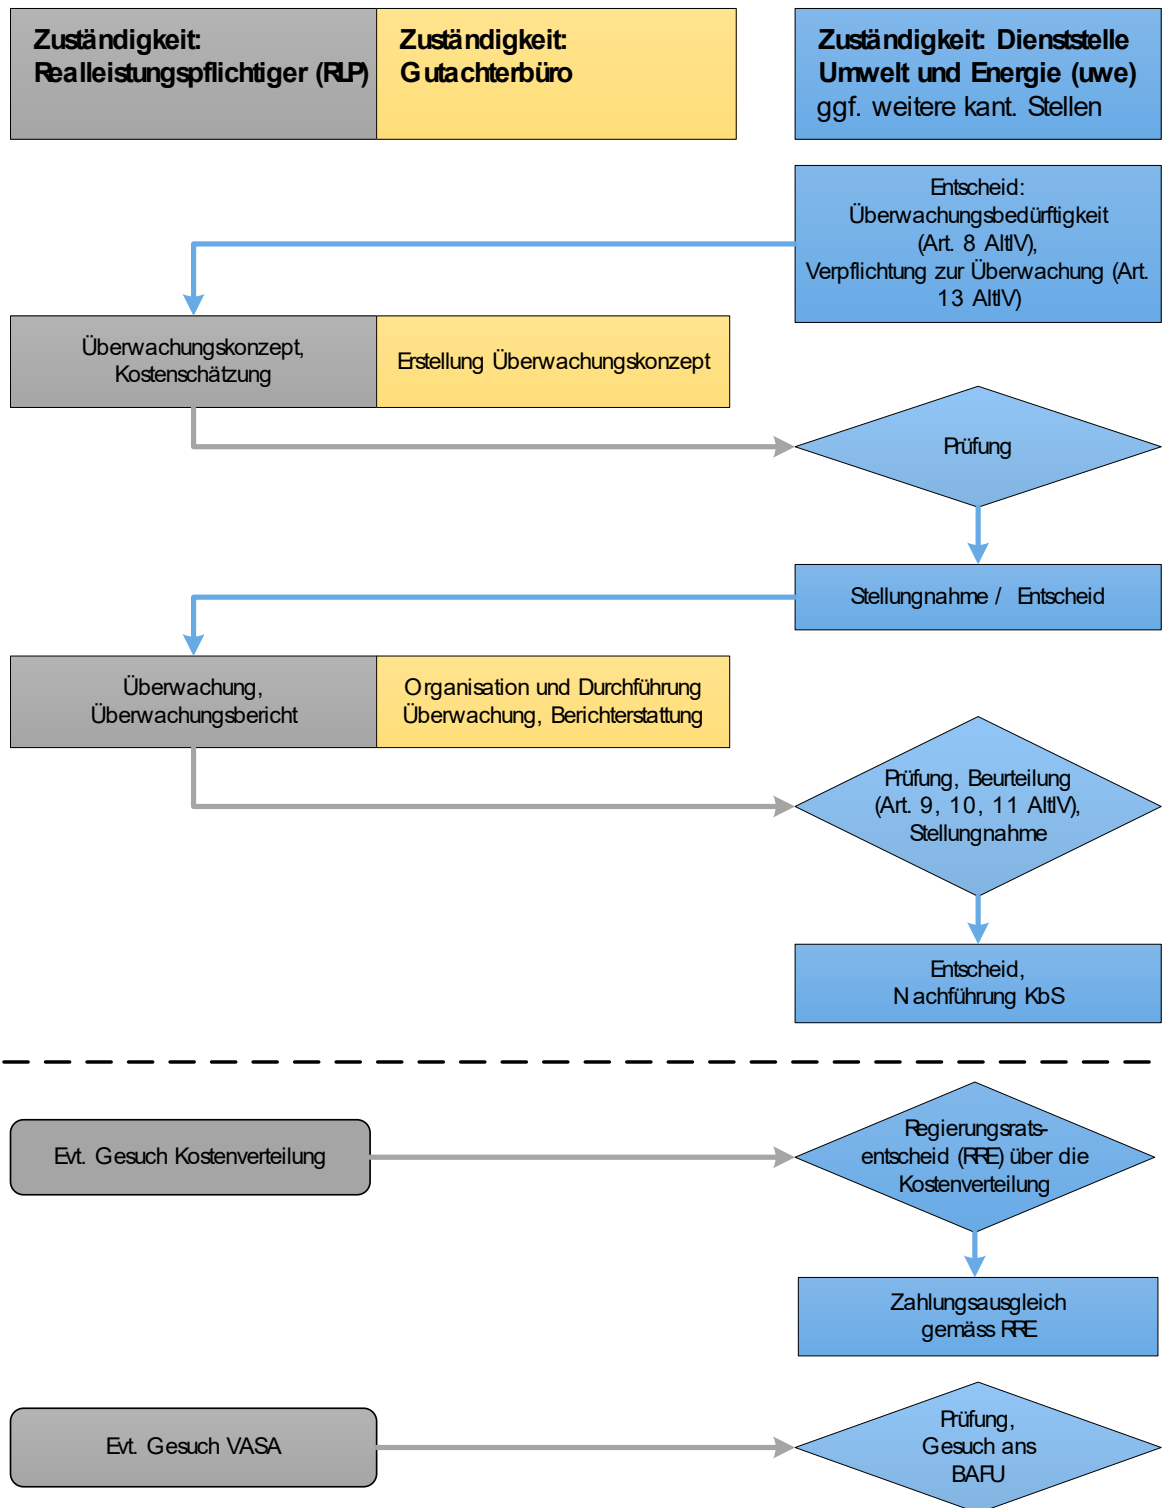 Zuständigkeit:
Realleistungspflichtiger (RLP)
Zuständigkeit:
Gutachterbüro
Zuständigkeit: Dienststelle
Umwelt und Energie (uwe)
ggf. weitere kant. Stellen
Entscheid:
Überwachungsbedürftigkeit
(Art. 8 AltlV),
Verpflichtung zur Überwachung (Art.
13 AltlV)
Überwachungskonzept,
Kostenschätzung
Erstellung Überwachungskonzept
Prüfung
Stellungnahme / Entscheid
Überwachung,
Überwachungsbericht
Organisation und Durchführung
Überwachung, Berichterstattung
Prüfung, Beurteilung
(Art. 9, 10, 11 AltlV),
Stellungnahme
Entscheid,
Nachführung KbS
Evt. Gesuch Kostenverteilung
Regierungsrats-
entscheid (RRE) über die
Kostenverteilung
Zahlungsausgleich
gemäss RRE
Evt. Gesuch VASA
Prüfung,
Gesuch ans
BAFU